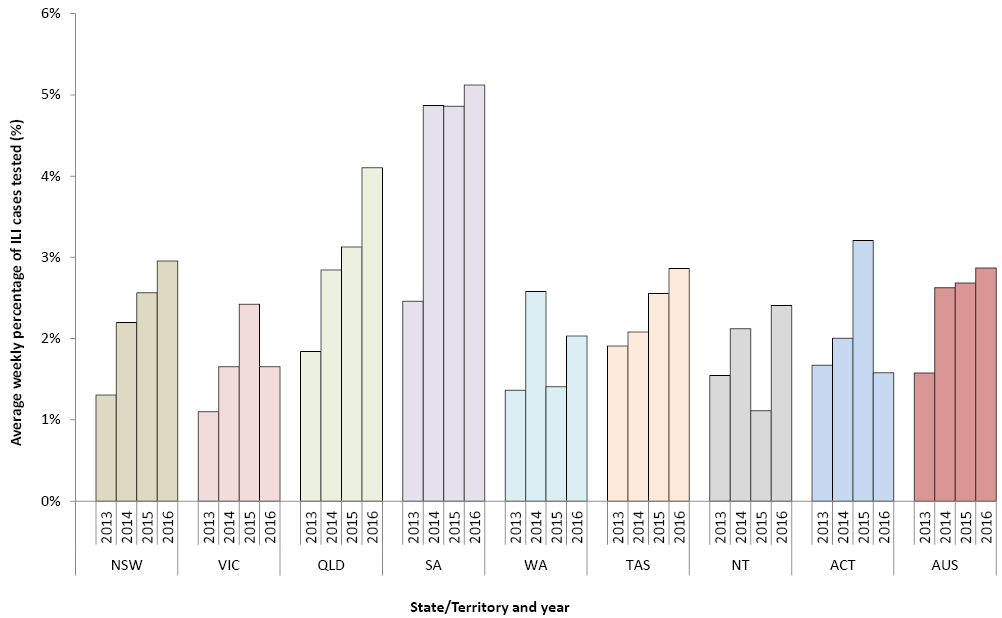 Average weekly percentage of ILI cases tested (%)
6%
5%
4%
3%
2%
1%
0%
2013 2014 2015 2016 2013 2014 2015 2016 2013 2014 2015 2016 2013 2014 2015 2016 2013 2014 2015 2016 2013 2014 2015 2016 2013 2014 2015 2016 2013 2014 2015 2016 2013 2014 2015 2016
NSW VIC QLD SA WA TAS NT ACT AUS
State/Territory and year